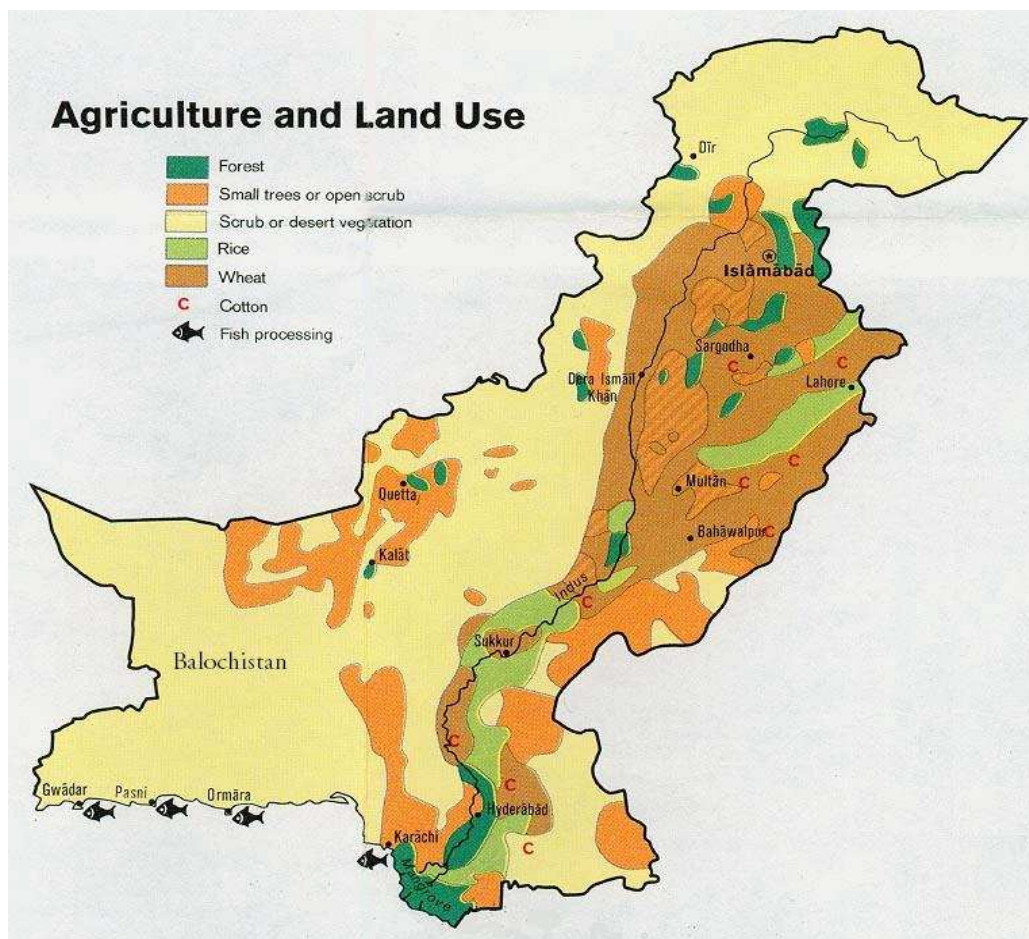 Agriculture and Land Use
Forest
Small trees or open scrub
Scrub or desert vegetation
Rice
Wheat
C Cotton
Fish processing
Dīr
Islāmābād
Sargodha
C
C
Lahore
Dera Ismāīl
Khān
C
Quetta
Multān
C
Bahāwalpur
C
Kalāt
Indus
C
Sukkur
Balochistan
C
Gwādar
Pasni
Ormāra
C
Hyderābād
Karāchi
C
Mangrove